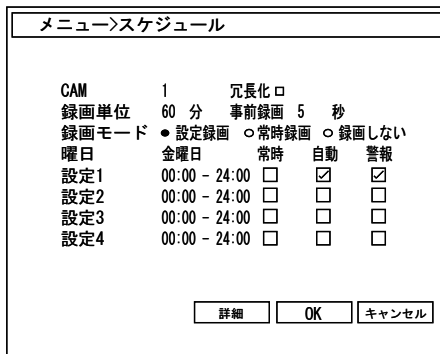 メニュー>スケジュール
CAM 1 冗長化
録画単位 60 分 事前録画 5 秒
録画モード 設定録画 常時録画 録画しない
曜日 金曜日 常時 自動 警報
設定1 00:00 - 24:00
設定2 00:00 - 24:00
設定3 00:00 - 24:00
設定4 00:00 - 24:00
詳細 OK キャンセル